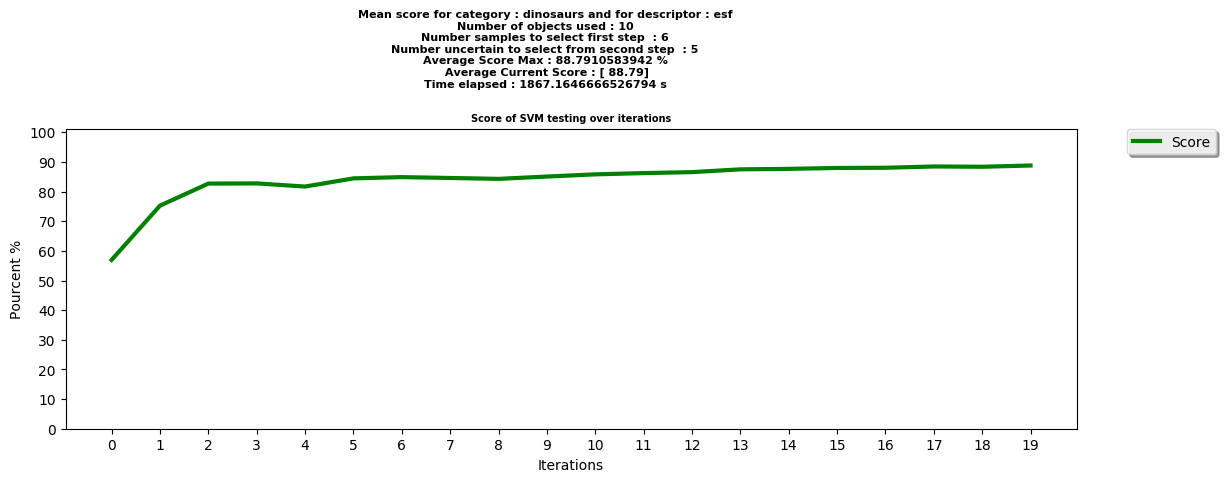 Mean score for category : dinosaurs and for descriptor : esf
Number of objects used : 10
Number samples to select first step  : 6
Number uncertain to select from second step  : 5
Average Score Max : 88.7910583942 %
Average Current Score : [ 88.79]
Time elapsed : 1867.1646666526794 s
Score of SVM testing over iterations
Score
100
90
80
70
60
50
40
30
20
10
0
Pourcent %
0 1 2 3 4 5 6 7 8 9 10 11 12 13 14 15 16 17 18 19
Iterations